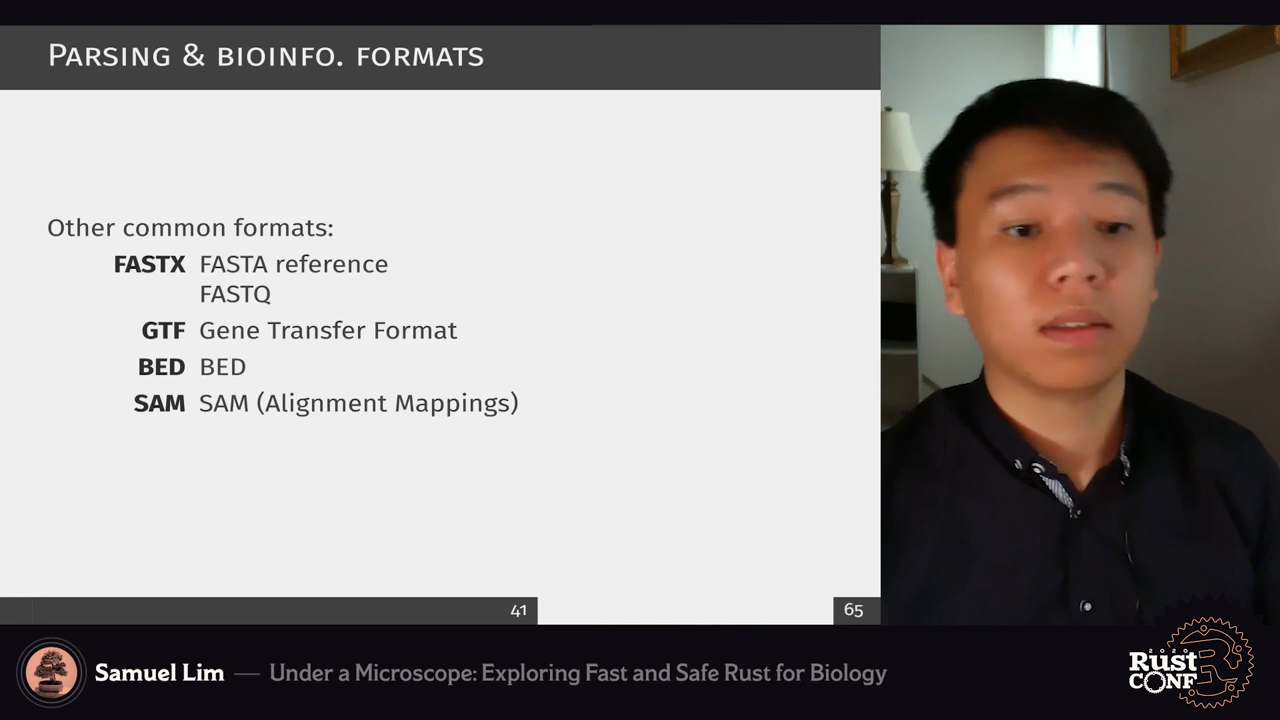 PARSING & BIOINFO. FORMATS
Other common formats:
FASTX FASTA reference
FASTQ
GTF Gene Transfer Format
BED BED
SAM SAM (Alignment Mappings)
41
65
Samuel Lim — Under a Microscope: Exploring Fast and Safe Rust for Biology
2020
Rust
CONF
R